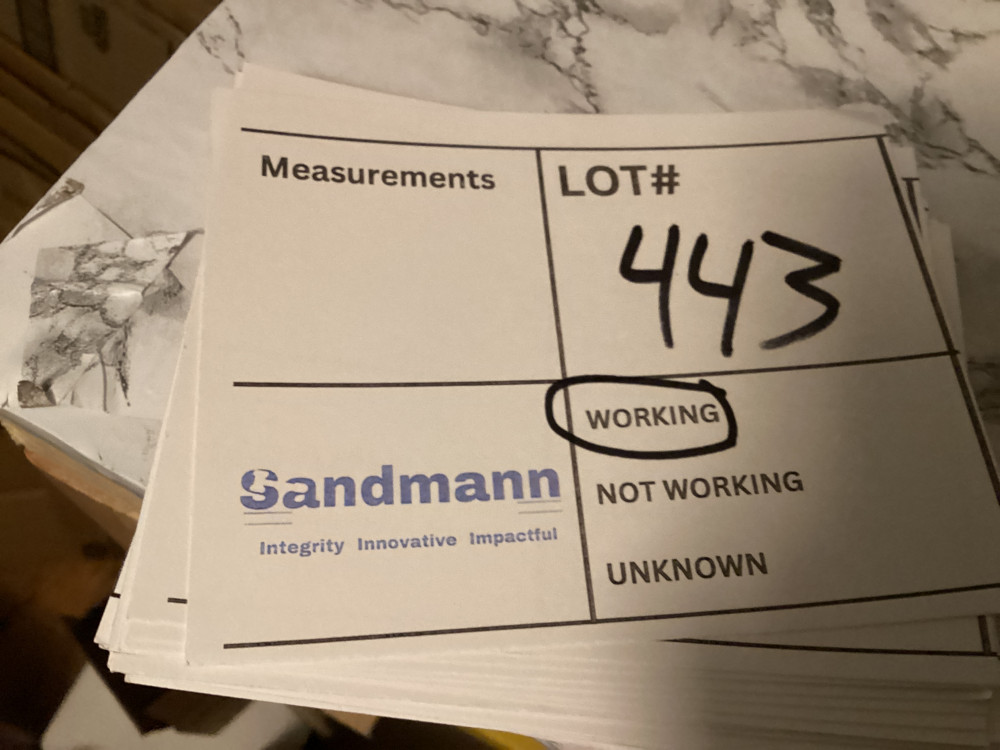 Measurements
LOT#
443
WORKING
NOT WORKING
UNKNOWN
Sandmann
Integrity Innovative Impactful